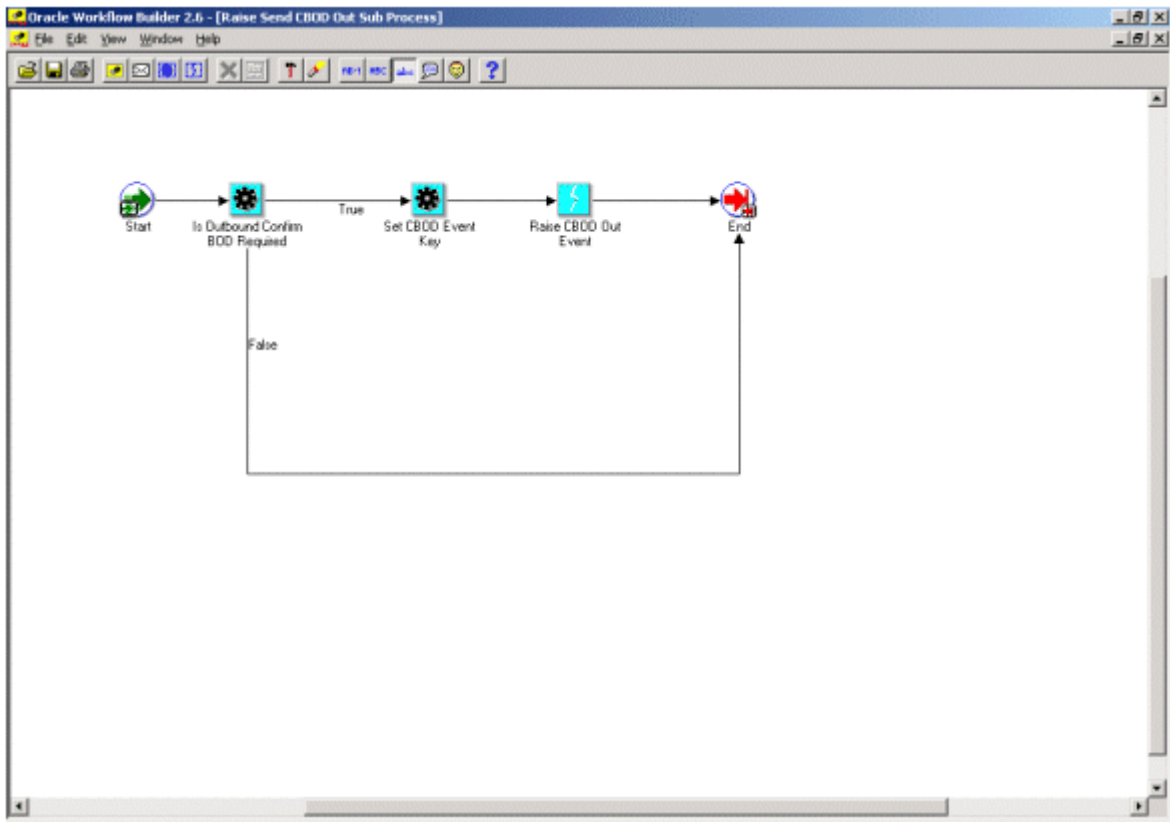 Oracle Workflow Builder 2.6 - [Raise Send CBOD Out Sub Process]
File Edit View Window Help
True
Start
Is Outbound Confirm
BOD Required
Set CBOD Event
Key
Raise CBOD Out
Event
End
False